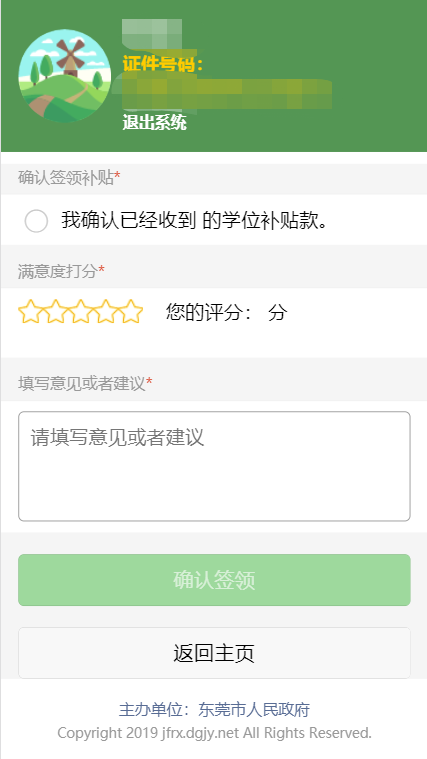 证件号码：
退出系统
确认签领补贴*
我确认已经收到 的学位补贴款。
满意度打分*
您的评分： 分
填写意见或者建议*
请填写意见或者建议
确认签领
返回主页
主办单位：东莞市人民政府
Copyright 2019 jfrx.dgjy.net All Rights Reserved.